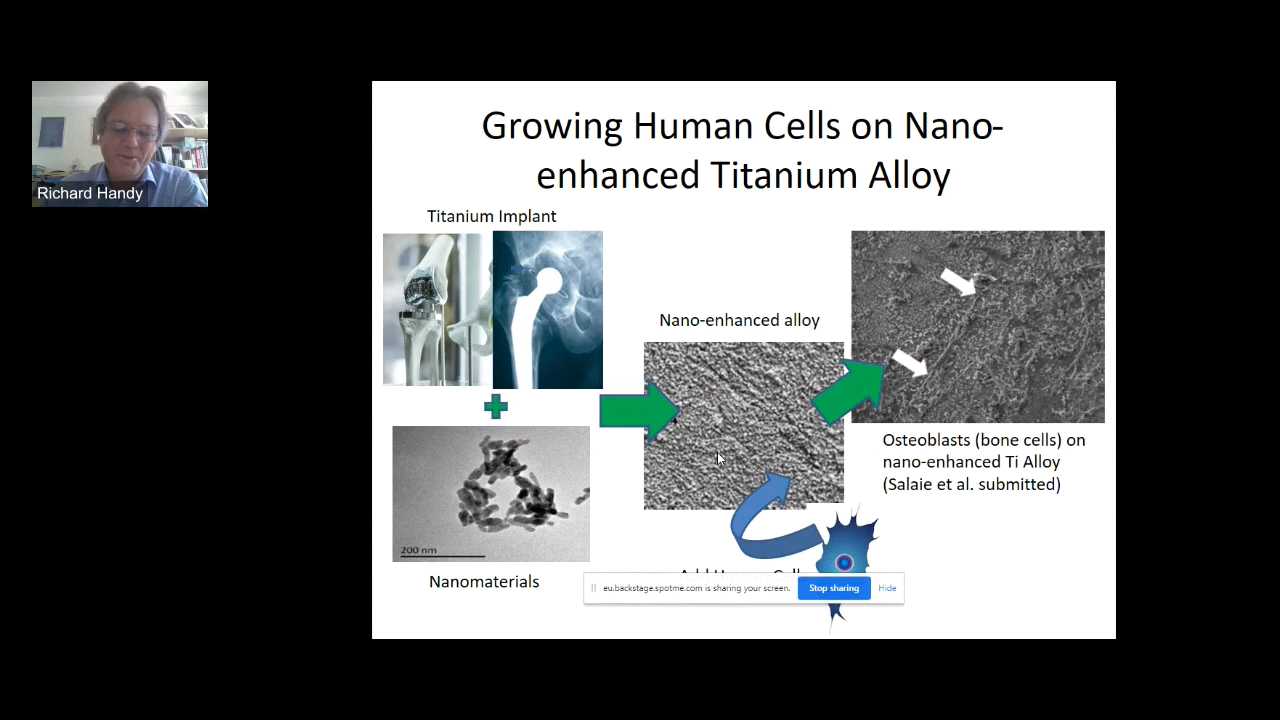 Growing Human Cells on Nano-
enhanced Titanium Alloy
Richard Handy
Titanium Implant
Nano-enhanced alloy
Osteoblasts (bone cells) on
nano-enhanced Ti Alloy
(Salaie et al. submitted)
200 nm
Nanomaterials
eu.backstage.spotme.com is sharing your screen.
Stop sharing
Hide